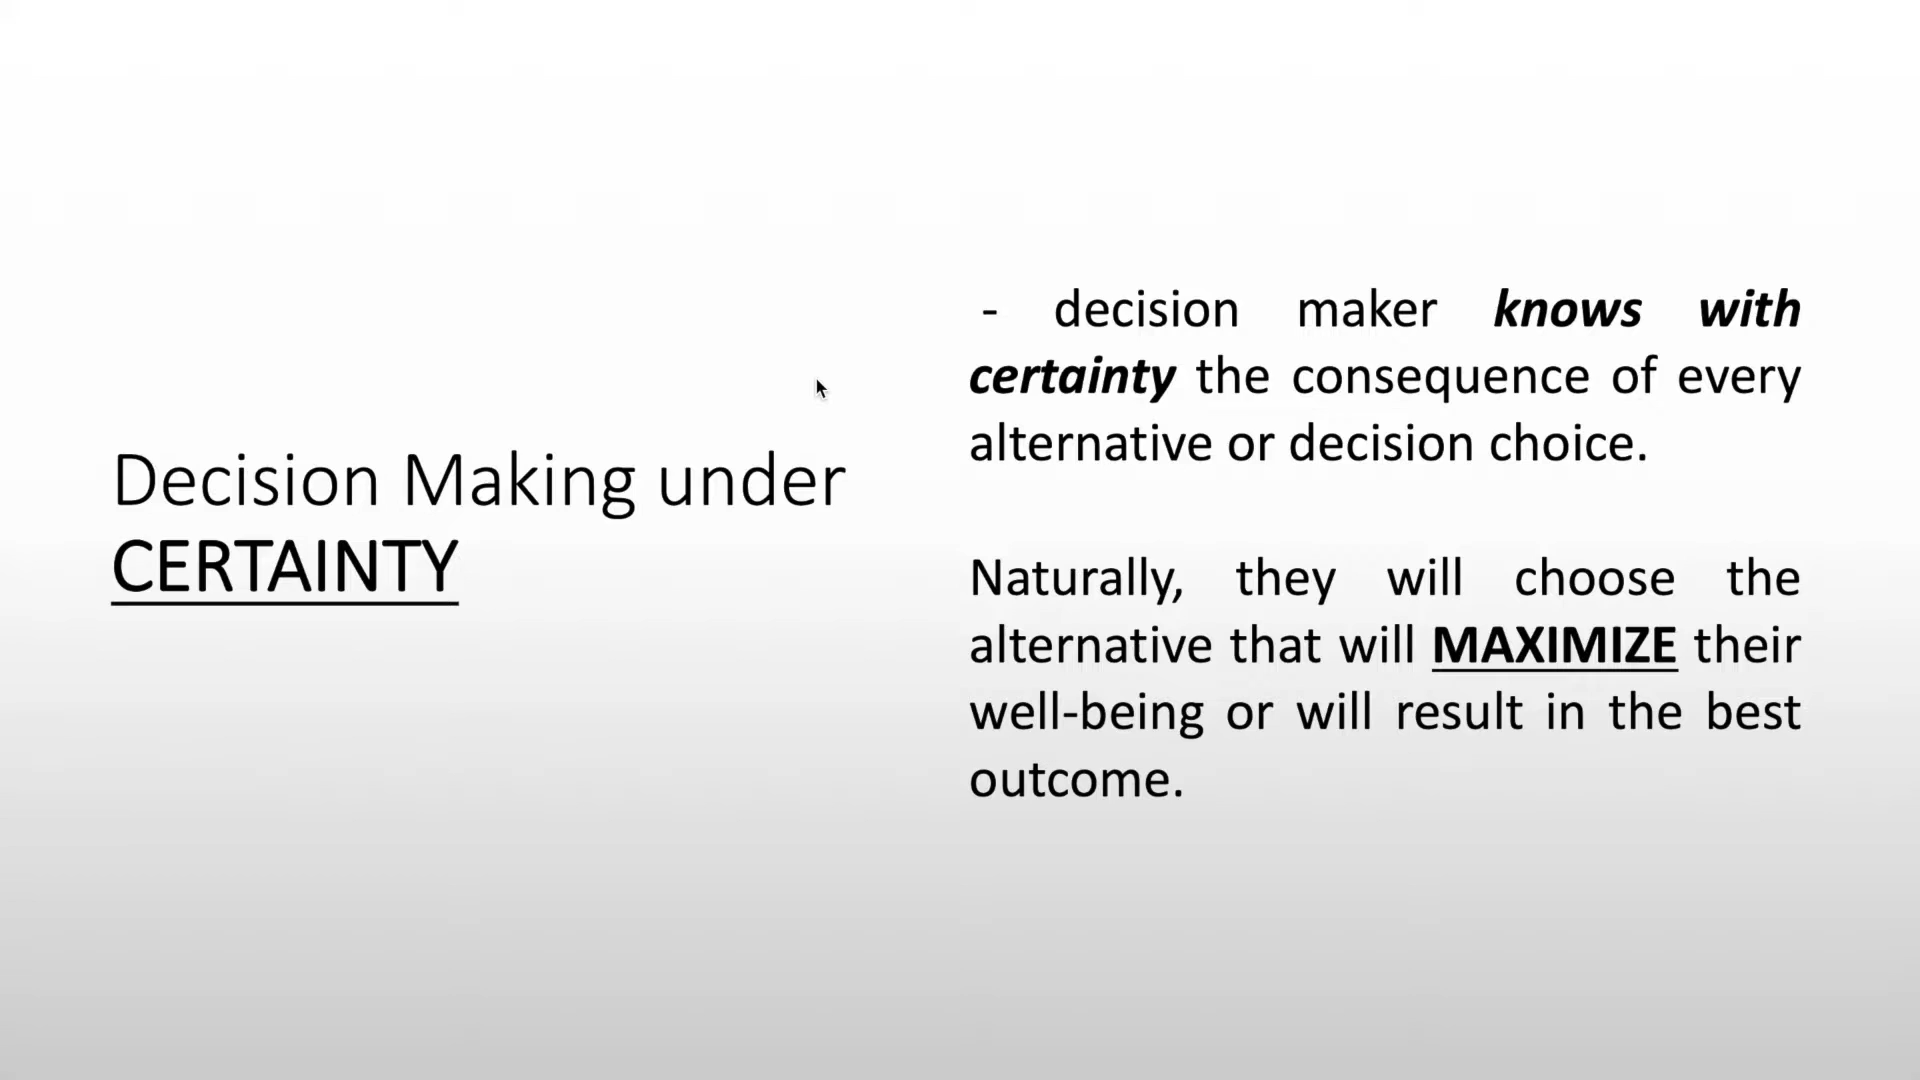 Decision Making under
CERTAINTY
- decision maker knows with
certainty the consequence of every
alternative or decision choice.
Naturally, they will choose the
alternative that will MAXIMIZE their
well-being or will result in the best
outcome.